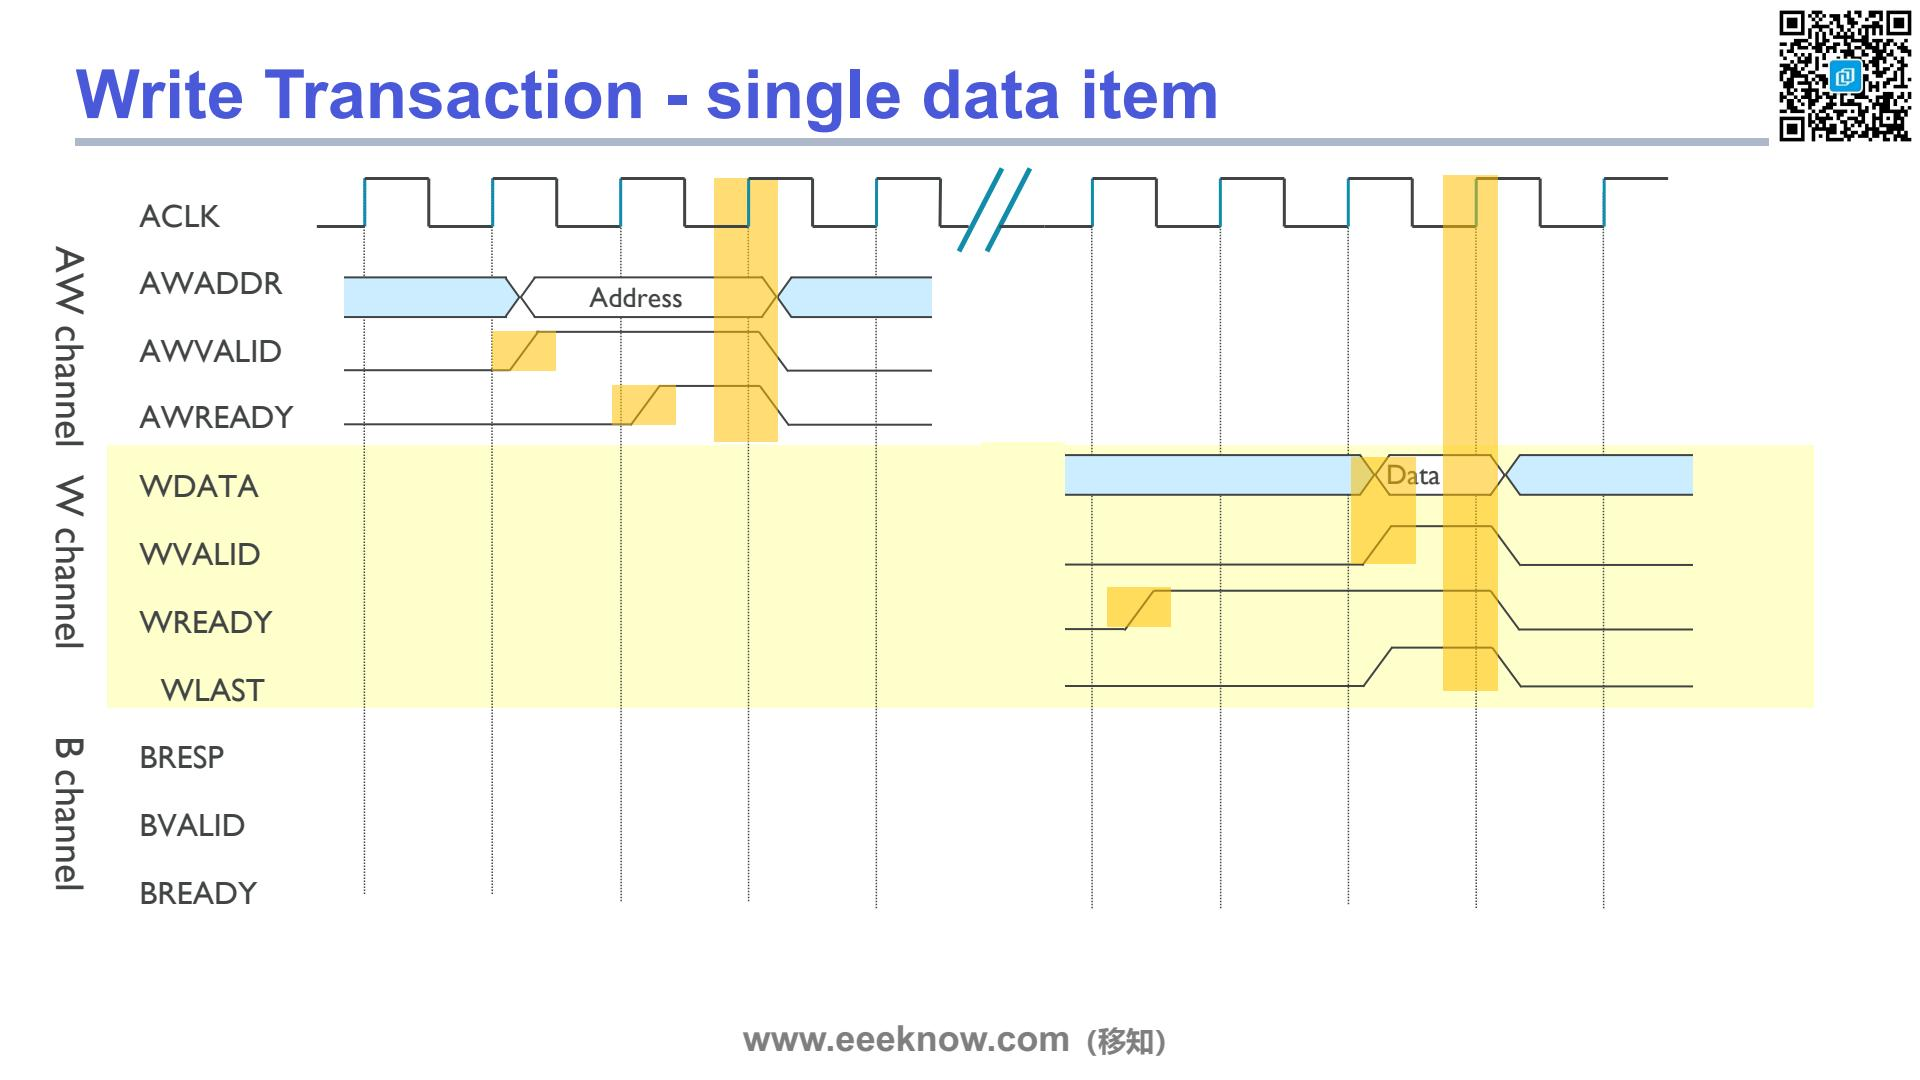 Write Transaction - single data item
ACLK
AW channel
AWADDR
Address
AWVALID
AWREADY
W channel
WDATA
Data
WVALID
WREADY
WLAST
B channel
BRESP
BVALID
BREADY
www.eeeknow.com (移知)